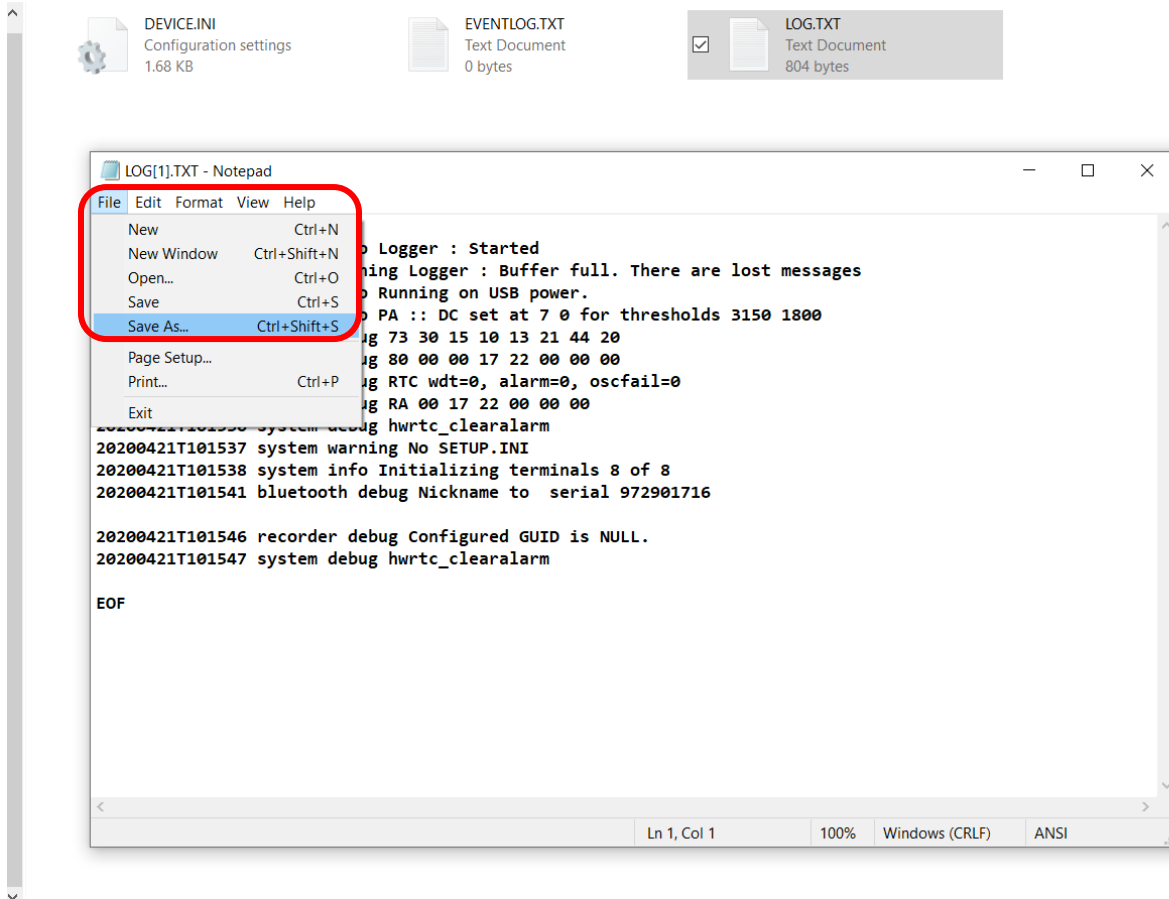 DEVICE.INI
Configuration settings
1.68 KB
EVENTLOG.TXT
Text Document
0 bytes
LOG.TXT
Text Document
804 bytes
LOG[1].TXT - Notepad
File Edit Format View Help
New Ctrl+N
New Window Ctrl+Shift+N
Open... Ctrl+O
Save Ctrl+S
Save As... Ctrl+Shift+S
Page Setup...
Print... Ctrl+P
Exit
Logger : Started
ning Logger : Buffer full. There are lost messages
Running on USB power.
PA :: DC set at 7 0 for thresholds 3150 1800
ug 73 30 15 10 13 21 44 20
ug 80 00 00 17 22 00 00 00
ug RTC wdt=0, alarm=0, oscfail=0
ug RA 00 17 22 00 00 00
system debug hwrtc_clearalarm
20200421T101537 system warning No SETUP.INI
20200421T101538 system info Initializing terminals 8 of 8
20200421T101541 bluetooth debug Nickname to  serial 972901716
20200421T101546 recorder debug Configured GUID is NULL.
20200421T101547 system debug hwrtc_clearalarm
EOF
Ln 1, Col 1 100% Windows (CRLF) ANSI